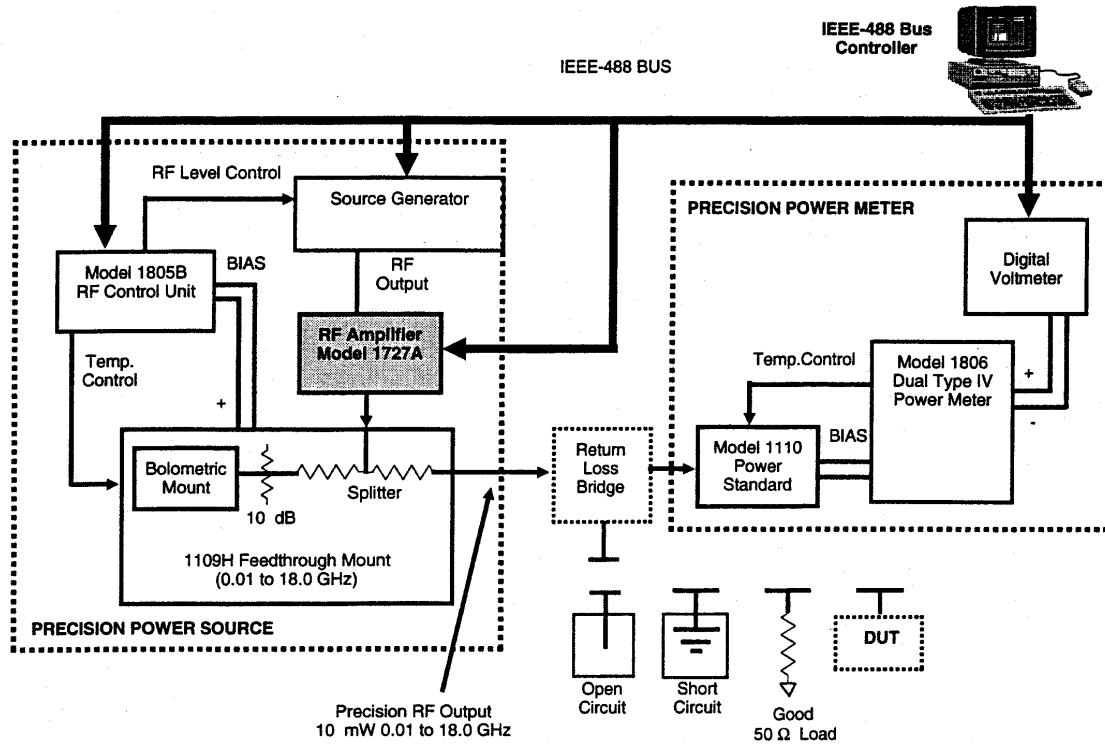 IEEE-488 Bus
Controller
IEEE-488 BUS
RF Level Control
Source Generator
PRECISION POWER METER
Model 1805B
RF Control Unit
BIAS
RF
Output
Digital
Voltmeter
RF Amplifier
Model 1727A
Temp.
Control
Temp.Control
Model 1806
Dual Type IV
Power Meter
+
-
+
Bolometric
Mount
10 dB
Splitter
Return
Loss
Bridge
Model 1110
Power
Standard
BIAS
1109H Feedthrough Mount
(0.01 to 18.0 GHz)
PRECISION POWER SOURCE
DUT
Open
Circuit
Short
Circuit
Good
50 Ω Load
Precision RF Output
10 mW 0.01 to 18.0 GHz